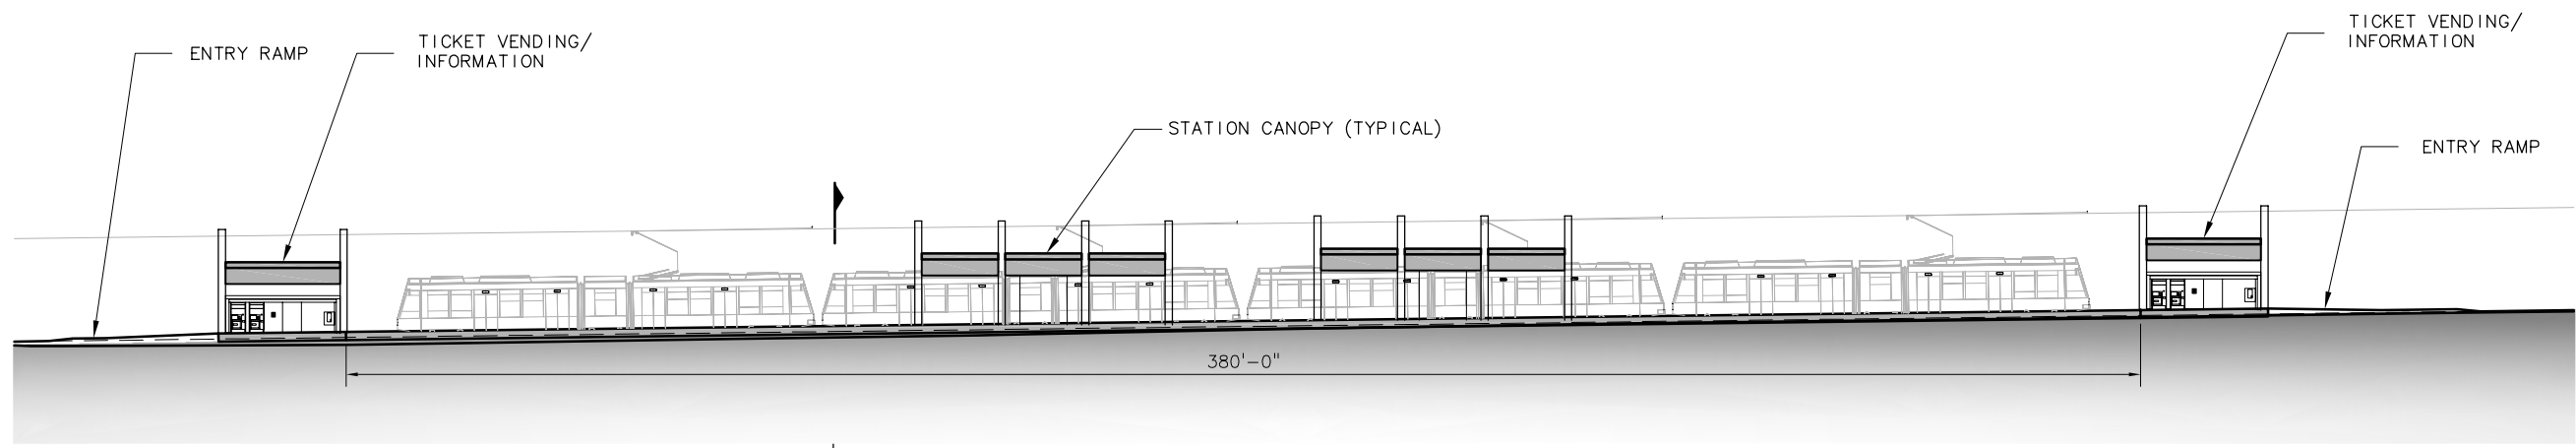 ENTRY RAMP
TICKET VENDING/
INFORMATION
STATION CANOPY (TYPICAL)
TICKET VENDING/
INFORMATION
ENTRY RAMP
380'-0"